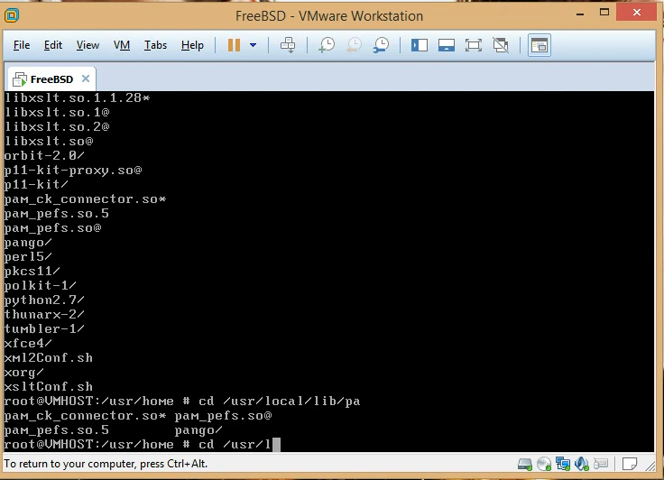 FreeBSD - VMware Workstation
File Edit View VM Tabs Help
FreeBSD
libxslt.so.1.1.28*
libxslt.so.1@
libxslt.so.2@
libxslt.so@
orbit-2.0/
p11-kit-proxy.so@
p11-kit/
pam_ck_connector.so*
pam_pefs.so.5
pam_pefs.so@
pango/
perl5/
pkcs11/
polkit-1/
python2.7/
thunarx-2/
tumbler-1/
xfce4/
xml2Conf.sh
xorg/
xsltConf.sh
root@VMHOST:/usr/home # cd /usr/local/lib/pa
pam_ck_connector.so* pam_pefs.so@
pam_pefs.so.5 pango/
root@VMHOST:/usr/home # cd /usr/l
To return to your computer, press Ctrl+Alt.